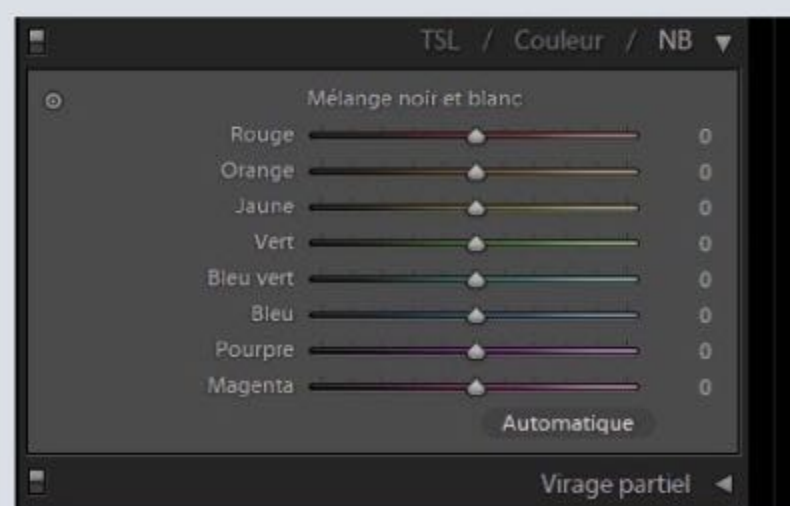 TSL / Couleur / NB
Mélange noir et blanc
Rouge 0
Orange 0
Jaune 0
Vert 0
Bleu vert 0
Bleu 0
Pourpre 0
Magenta 0
Automatique
Virage partiel